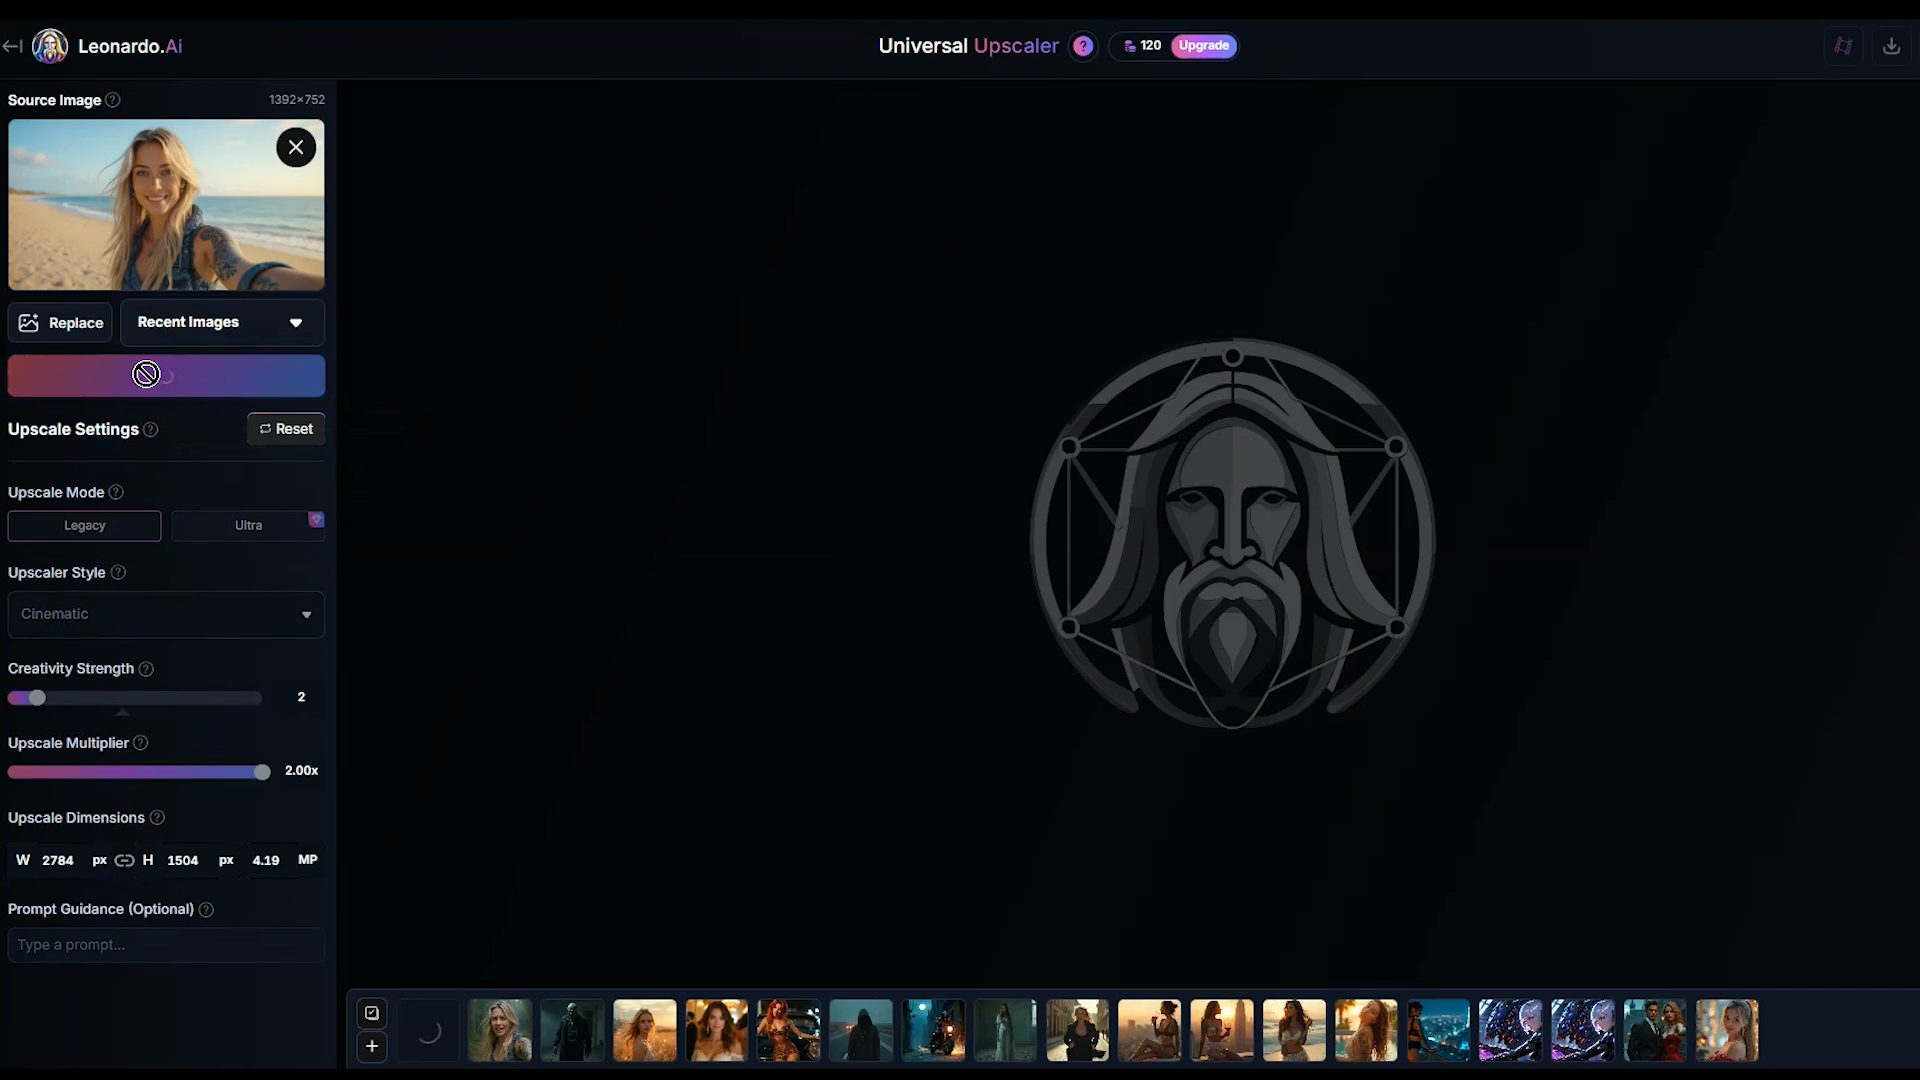 Leonardo.Ai
Universal Upscaler ? 120 Upgrade
Source Image ? 1392×752
Replace Recent Images
Upscale Settings ? Reset
Upscale Mode ?
Legacy Ultra
Upscaler Style ?
Cinematic
Creativity Strength ?
2
Upscale Multiplier ?
2.00x
Upscale Dimensions ?
W 2784 px H 1504 px 4.19 MP
Prompt Guidance (Optional) ?
Type a prompt...